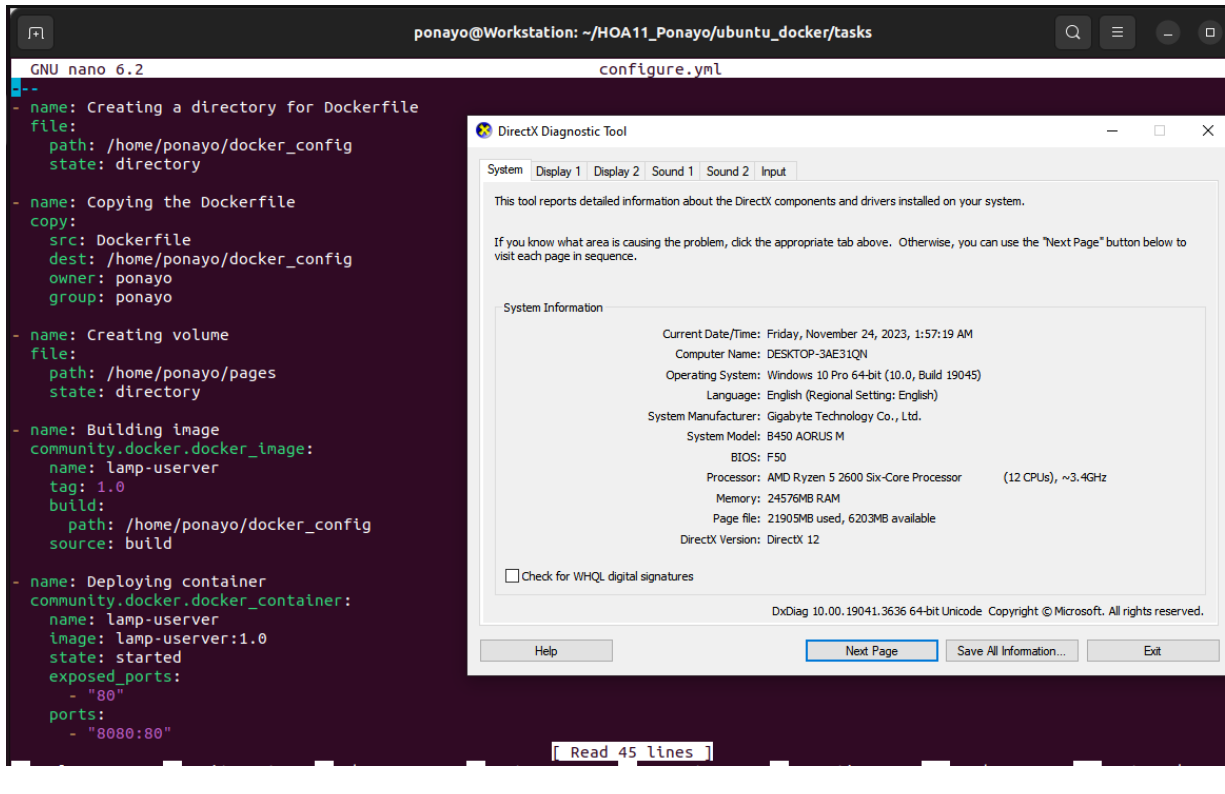 ponayo@Workstation: ~/HOA11_Ponayo/ubuntu_docker/tasks
GNU nano 6.2 configure.yml
---
- name: Creating a directory for Dockerfile
  file:
    path: /home/ponayo/docker_config
    state: directory
- name: Copying the Dockerfile
  copy:
    src: Dockerfile
    dest: /home/ponayo/docker_config
    owner: ponayo
    group: ponayo
- name: Creating volume
  file:
    path: /home/ponayo/pages
    state: directory
- name: Building image
  community.docker.docker_image:
    name: lamp-userver
    tag: 1.0
    build:
      path: /home/ponayo/docker_config
    source: build
- name: Deploying container
  community.docker.docker_container:
    name: lamp-userver
    image: lamp-userver:1.0
    state: started
    exposed_ports:
      - "80"
    ports:
      - "8080:80"
[ Read 45 lines ]
DirectX Diagnostic Tool
System Display 1 Display 2 Sound 1 Sound 2 Input
This tool reports detailed information about the DirectX components and drivers installed on your system.
If you know what area is causing the problem, click the appropriate tab above. Otherwise, you can use the "Next Page" button below to
visit each page in sequence.
System Information
Current Date/Time: Friday, November 24, 2023, 1:57:19 AM
Computer Name: DESKTOP-3AE31QN
Operating System: Windows 10 Pro 64-bit (10.0, Build 19045)
Language: English (Regional Setting: English)
System Manufacturer: Gigabyte Technology Co., Ltd.
System Model: B450 AORUS M
BIOS: F50
Processor: AMD Ryzen 5 2600 Six-Core Processor (12 CPUs), ~3.4GHz
Memory: 24576MB RAM
Page file: 21905MB used, 6203MB available
DirectX Version: DirectX 12
Check for WHQL digital signatures
DxDiag 10.00.19041.3636 64-bit Unicode Copyright © Microsoft. All rights reserved.
Help Next Page Save All Information... Exit